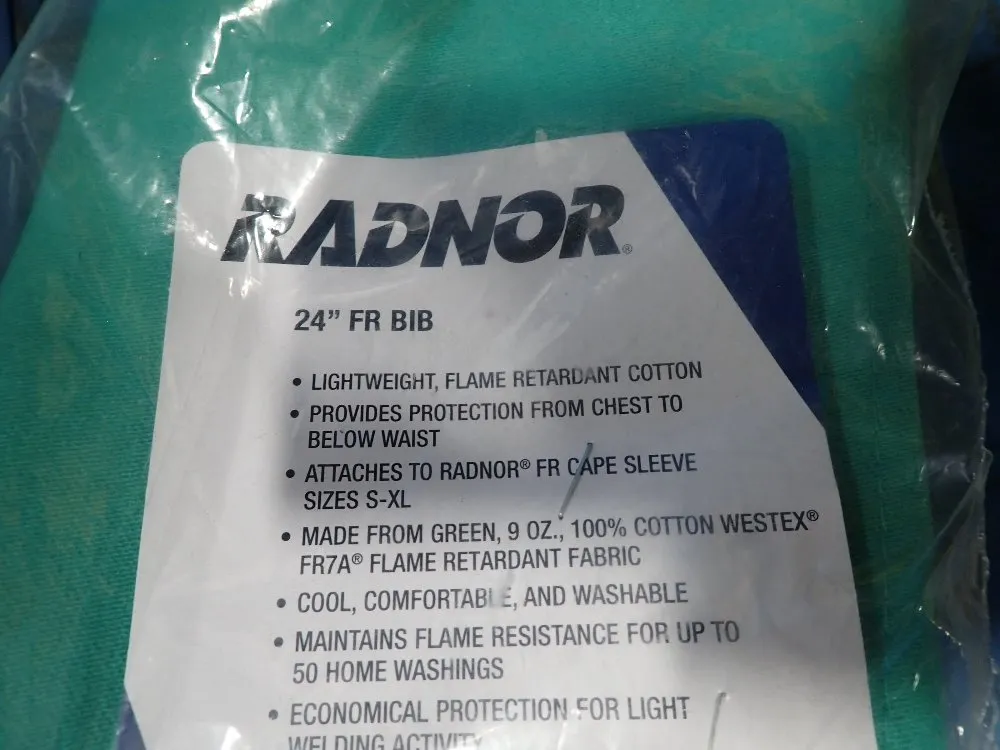 RADNOR®
24” FR BIB
• LIGHTWEIGHT, FLAME RETARDANT COTTON
• PROVIDES PROTECTION FROM CHEST TO
BELOW WAIST
• ATTACHES TO RADNOR® FR CAPE SLEEVE
SIZES S-XL
• MADE FROM GREEN, 9 OZ., 100% COTTON WESTEX®
FR7A® FLAME RETARDANT FABRIC
• COOL, COMFORTABLE, AND WASHABLE
• MAINTAINS FLAME RESISTANCE FOR UP TO
50 HOME WASHINGS
• ECONOMICAL PROTECTION FOR LIGHT
WELDING ACTIVITY